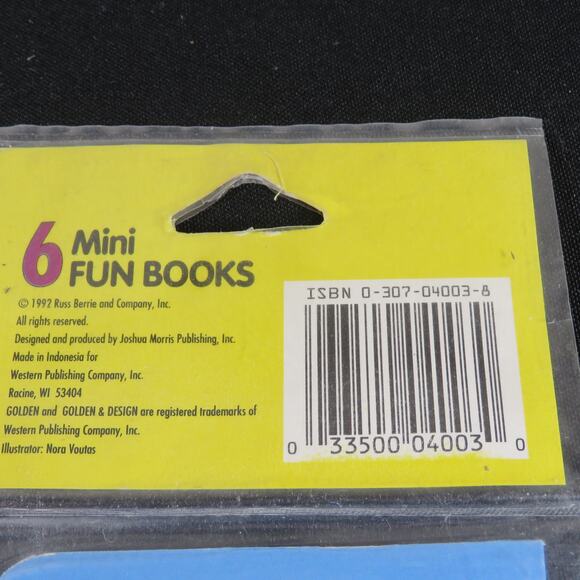 6 Mini
FUN BOOKS
© 1992 Russ Berrie and Company, Inc.
All rights reserved.
Designed and produced by Joshua Morris Publishing, Inc.
Made in Indonesia for
Western Publishing Company, Inc.
Racine, WI 53404
GOLDEN and GOLDEN & DESIGN are registered trademarks of
Western Publishing Company, Inc.
Illustrator: Nora Voutas
ISBN 0-307-04003-8
0 33500 04003 0